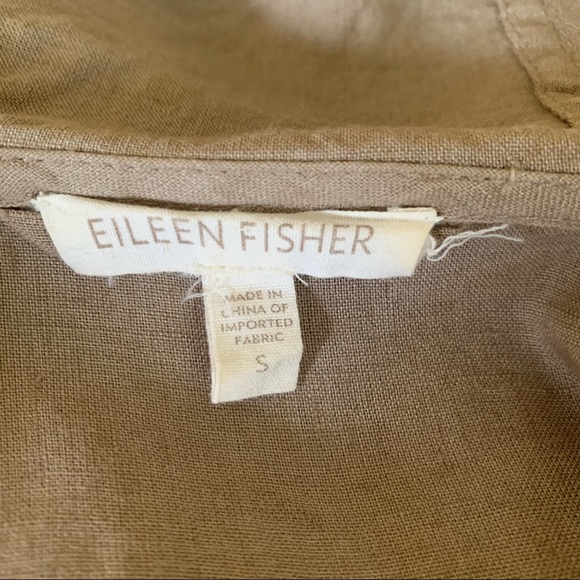 EILEEN FISHER
MADE IN
CHINA OF
IMPORTED
FABRIC
S